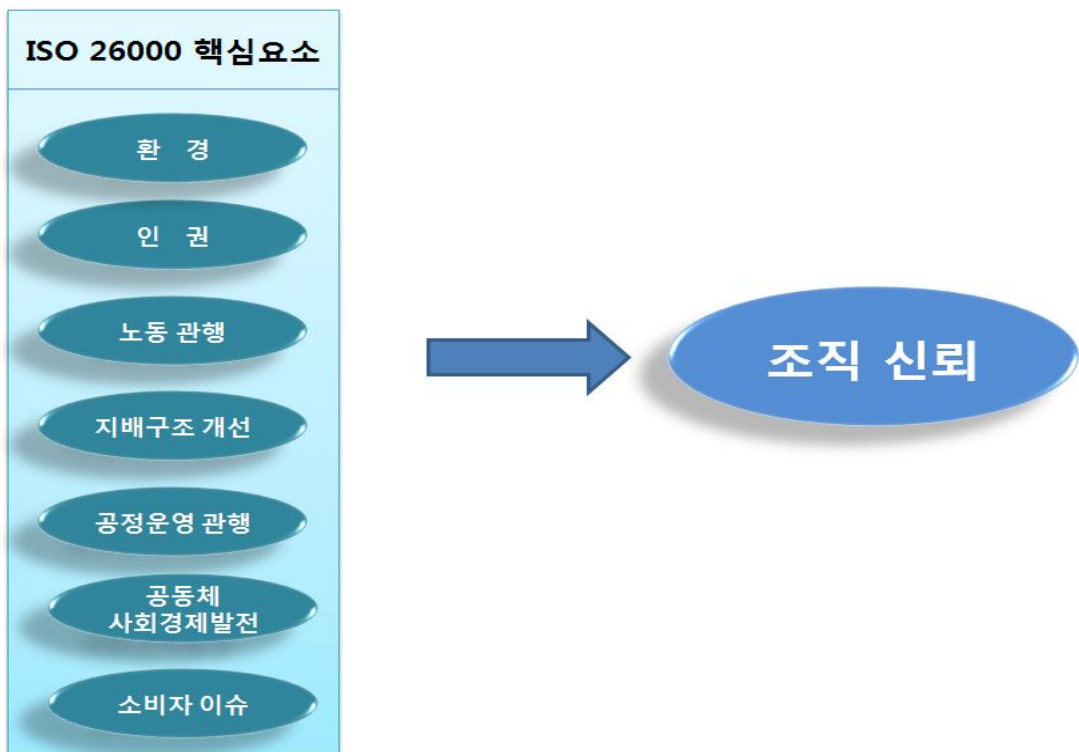 ISO 26000 핵심요소
환 경
인 권
노동 관행
지배구조 개선
공정운영 관행
공동체
사회경제발전
소비자 이슈
조직 신뢰